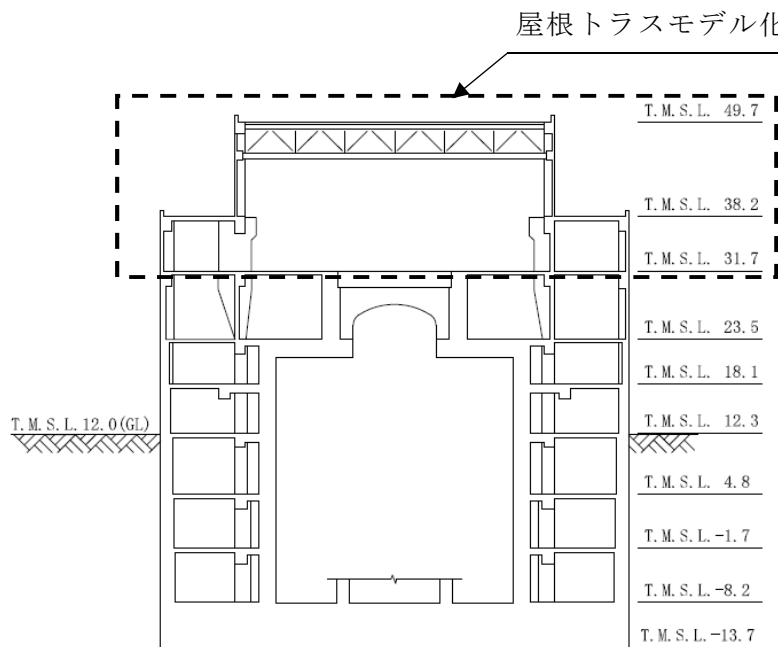 屋根トラスモデル化
T.M.S.L. 49.7
T.M.S.L. 38.2
T.M.S.L. 31.7
T.M.S.L. 23.5
T.M.S.L. 18.1
T.M.S.L.12.0(GL)
T.M.S.L. 12.3
T.M.S.L. 4.8
T.M.S.L.-1.7
T.M.S.L.-8.2
T.M.S.L.-13.7